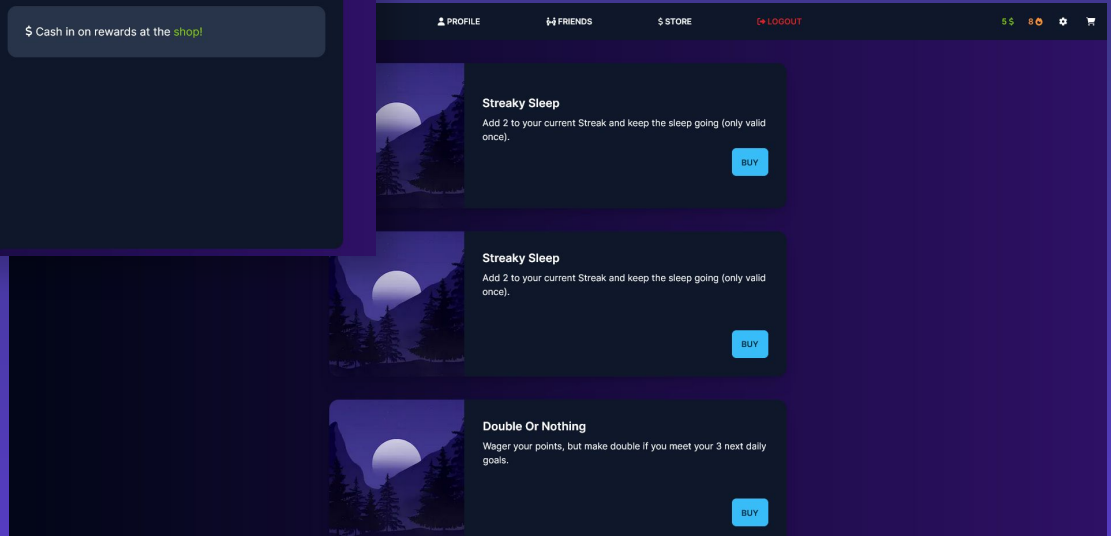 $ Cash in on rewards at the shop!
PROFILE
FRIENDS
$ STORE
LOGOUT
5 $
8
Streaky Sleep
Add 2 to your current Streak and keep the sleep going (only valid
once).
BUY
Streaky Sleep
Add 2 to your current Streak and keep the sleep going (only valid
once).
BUY
Double Or Nothing
Wager your points, but make double if you meet your 3 next daily
goals.
BUY